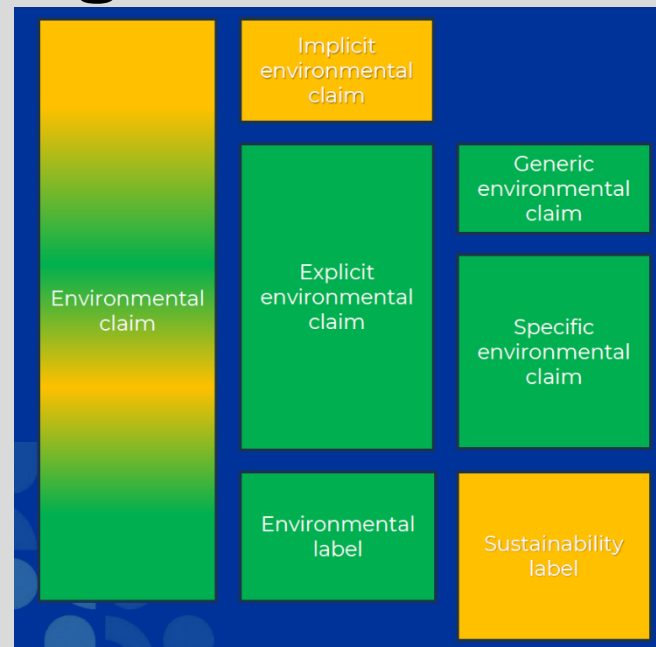 Implicit
environmental
claim
Generic
environmental
claim
Environmental
claim
Explicit
environmental
claim
Specific
environmental
claim
Environmental
label
Sustainability
label